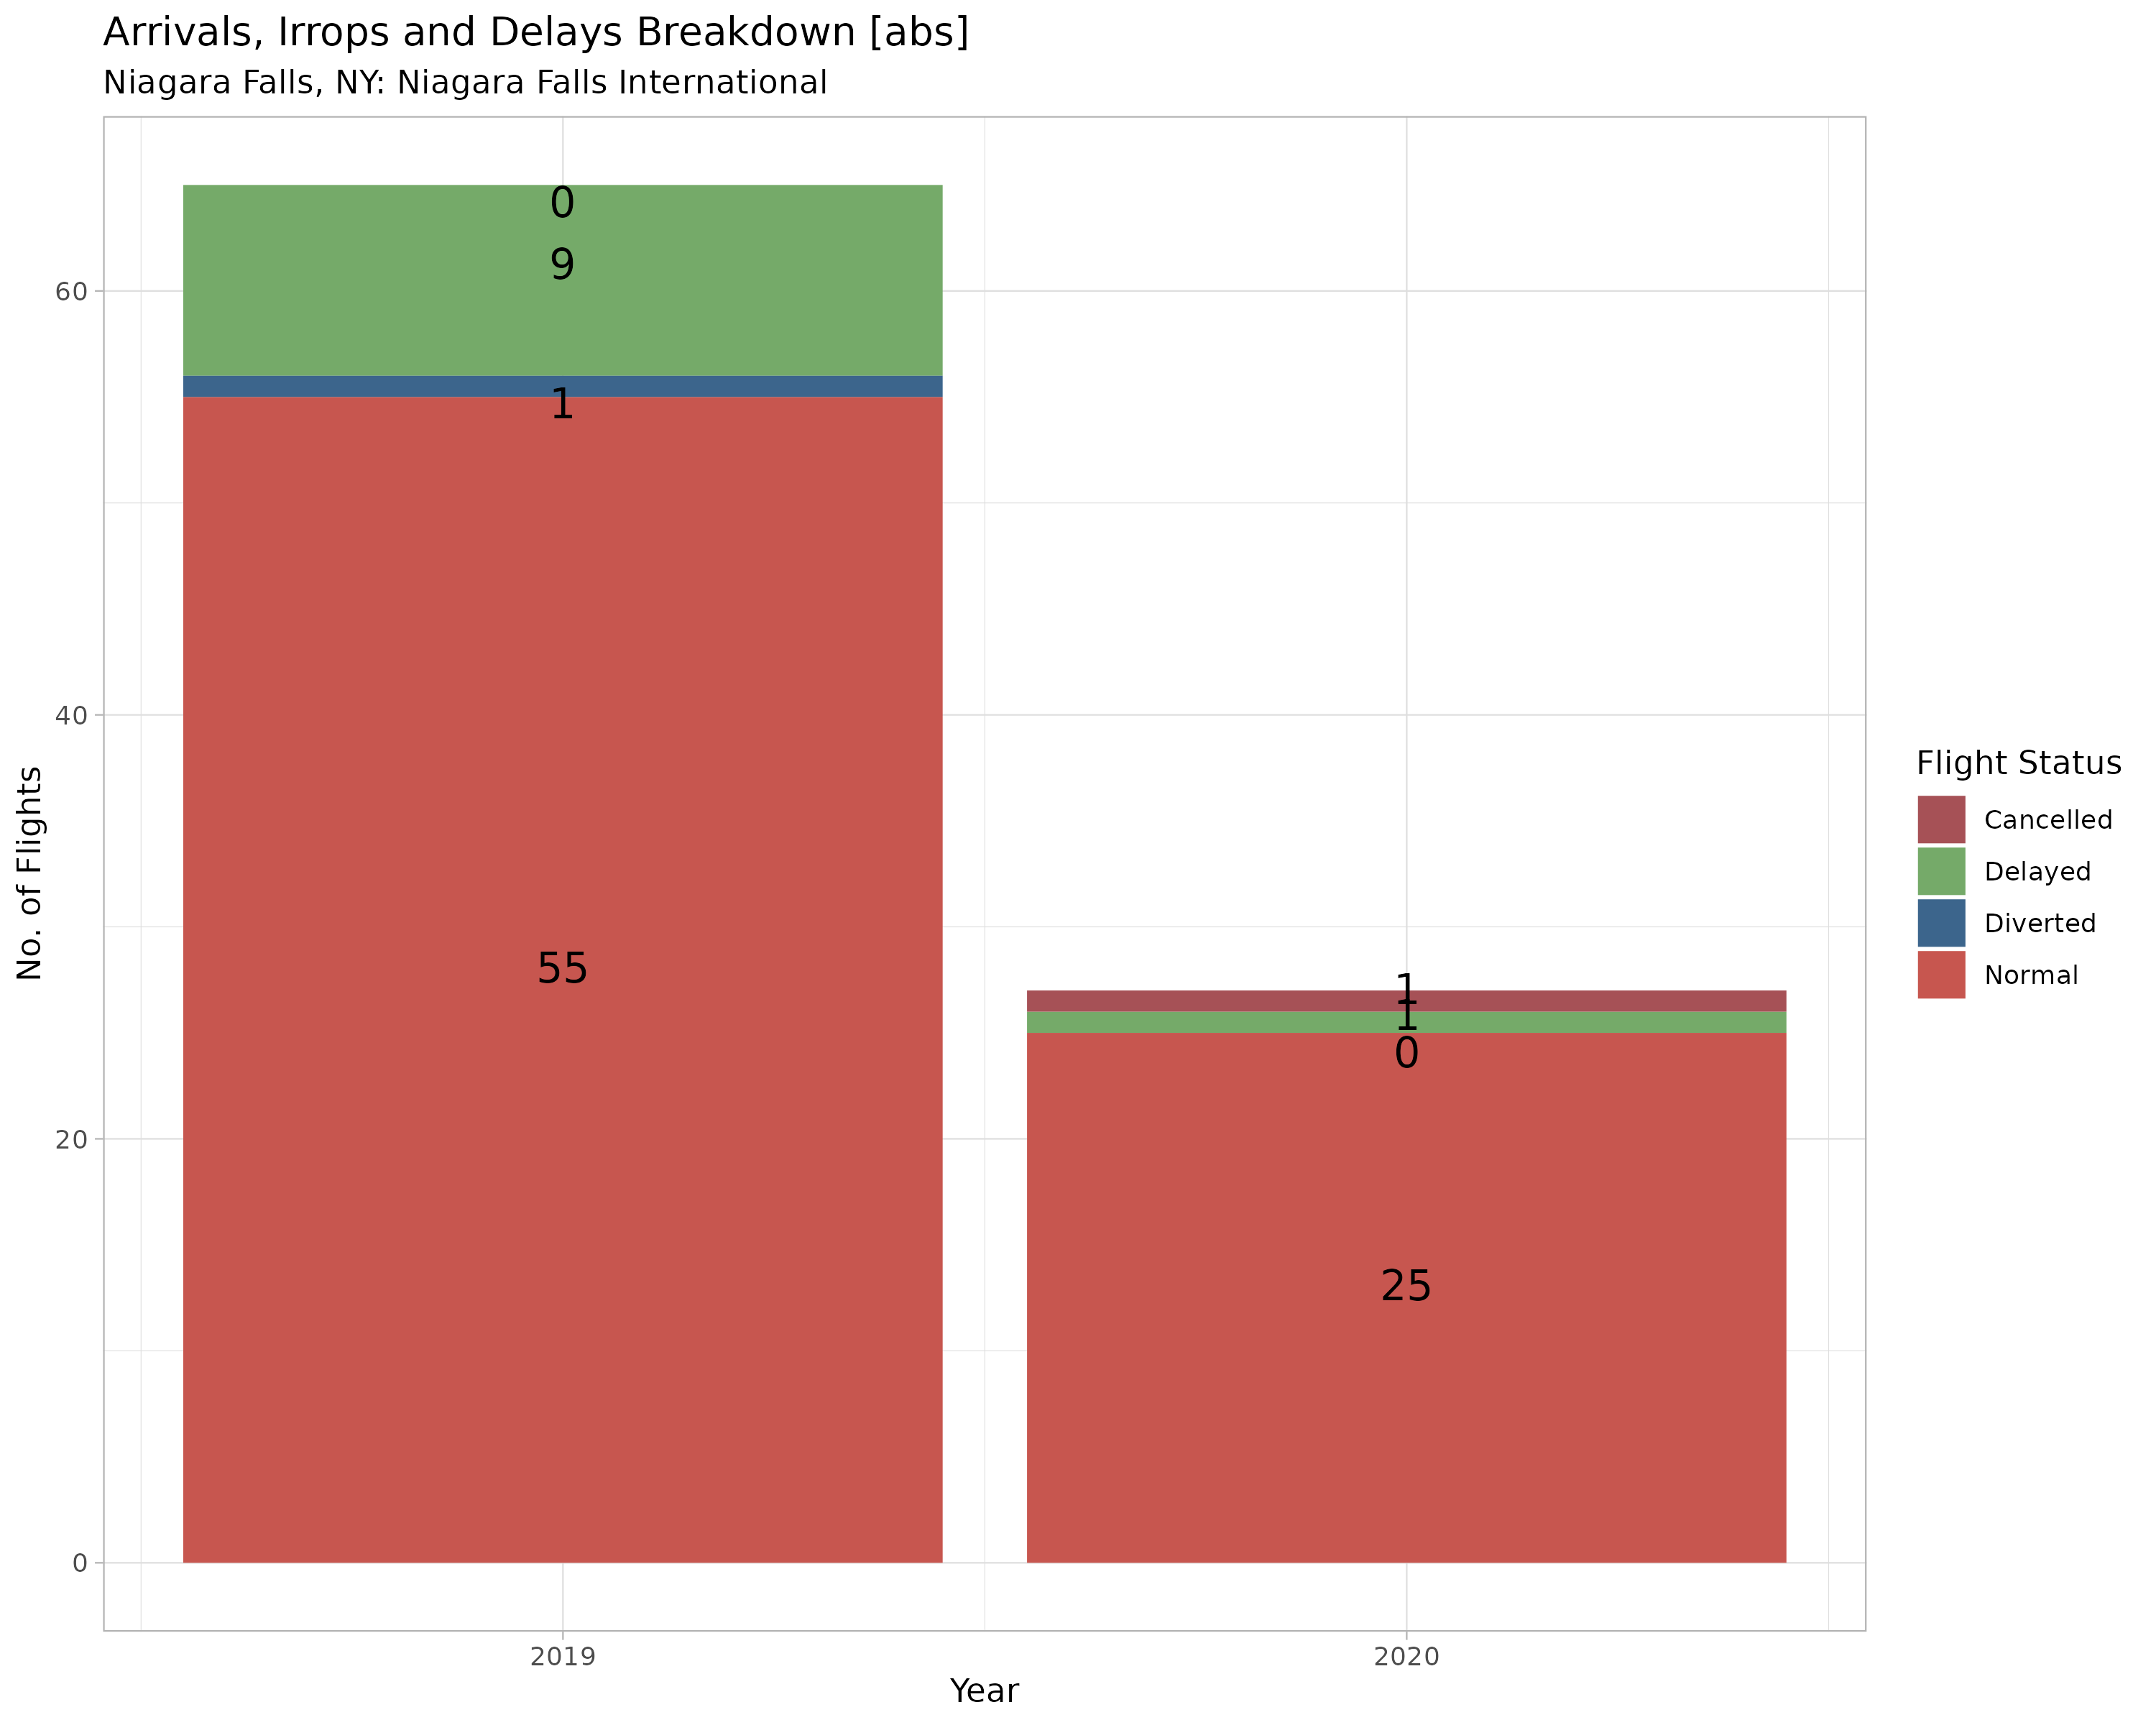 Arrivals, Irrops and Delays Breakdown [abs]
Niagara Falls, NY: Niagara Falls International
No. of Flights
60
40
20
0
0
9
1
55
1
1
0
25
2019
2020
Year
Flight Status
Cancelled
Delayed
Diverted
Normal